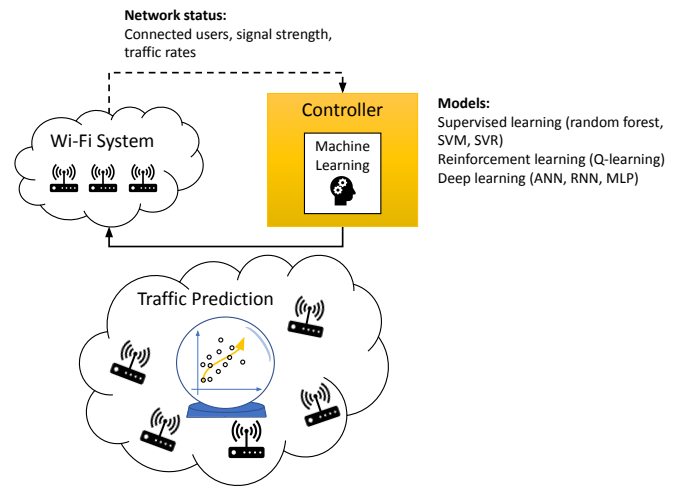 Network status:
Connected users, signal strength,
traffic rates
Wi-Fi System
Controller
Machine
Learning
Models:
Supervised learning (random forest,
SVM, SVR)
Reinforcement learning (Q-learning)
Deep learning (ANN, RNN, MLP)
Traffic Prediction